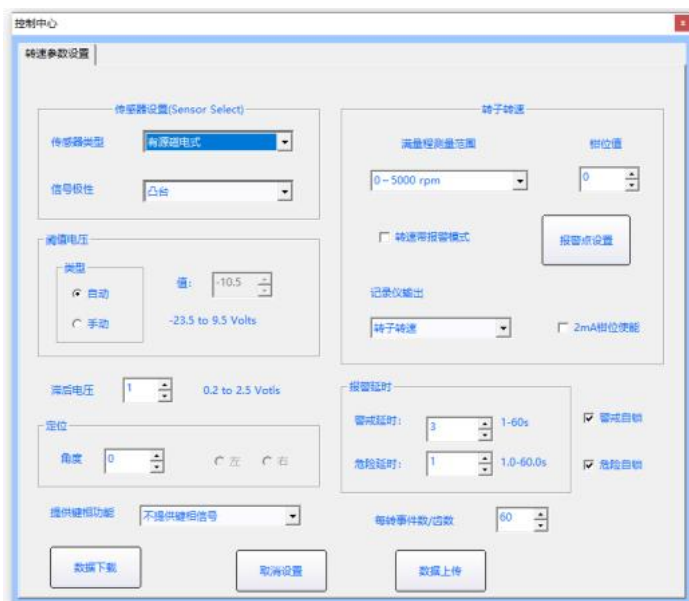 控制中心
转速参数设置
传感器设置(Sensor Select)
传感器类型
有源磁电式
信号极性
凸台
阈值电压
类型
自动
手动
值：
-10.5
-23.5 to 9.5 Volts
滞后电压
1
0.2 to 2.5 Votls
定位
角度
0
左
右
提供键相功能
不提供键相信号
数据下载
取消设置
数据上传
转子转速
满量程测量范围
钳位值
0~5000 rpm
0
转速带报警模式
报警点设置
记录仪输出
转子转速
2mA钳位使能
报警延时
警戒延时：
3
1-60s
警戒自锁
危险延时：
1
1.0-60.0s
危险自锁
每转事件数/齿数
60